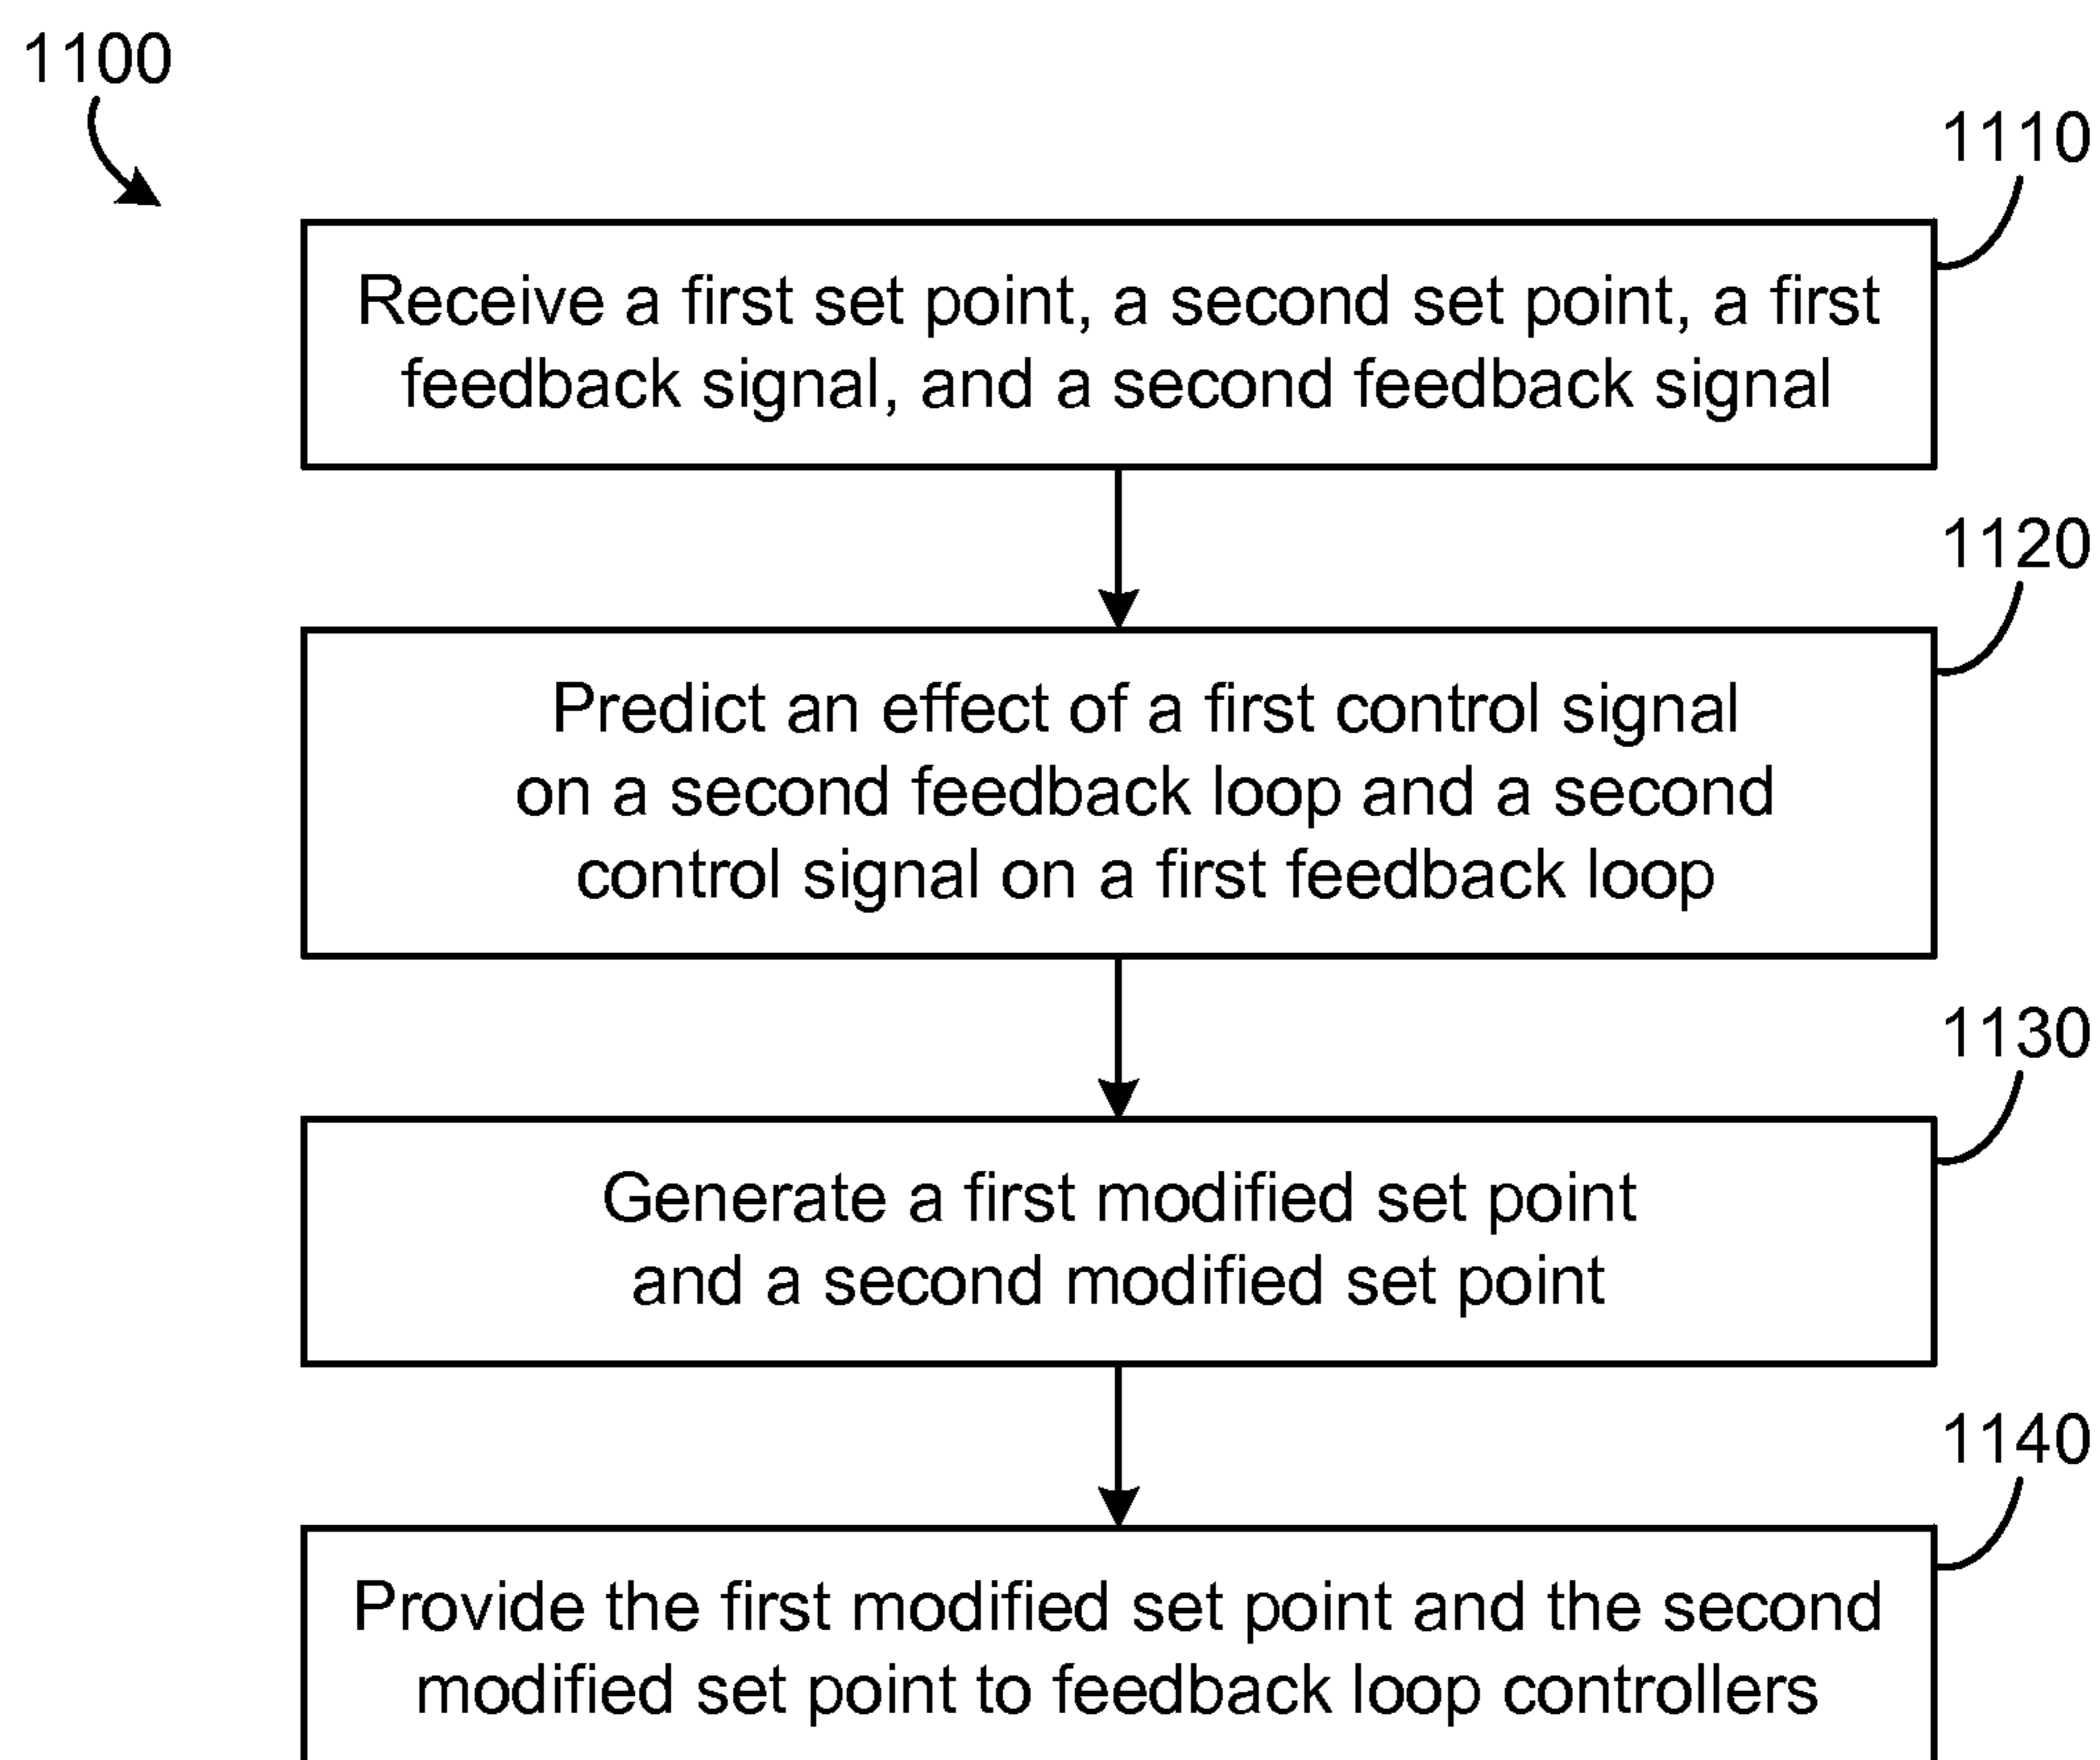 1100
1110
Receive a first set point, a second set point, a first
feedback signal, and a second feedback signal
1120
Predict an effect of a first control signal
on a second feedback loop and a second
control signal on a first feedback loop
1130
Generate a first modified set point
and a second modified set point
1140
Provide the first modified set point and the second
modified set point to feedback loop controllers